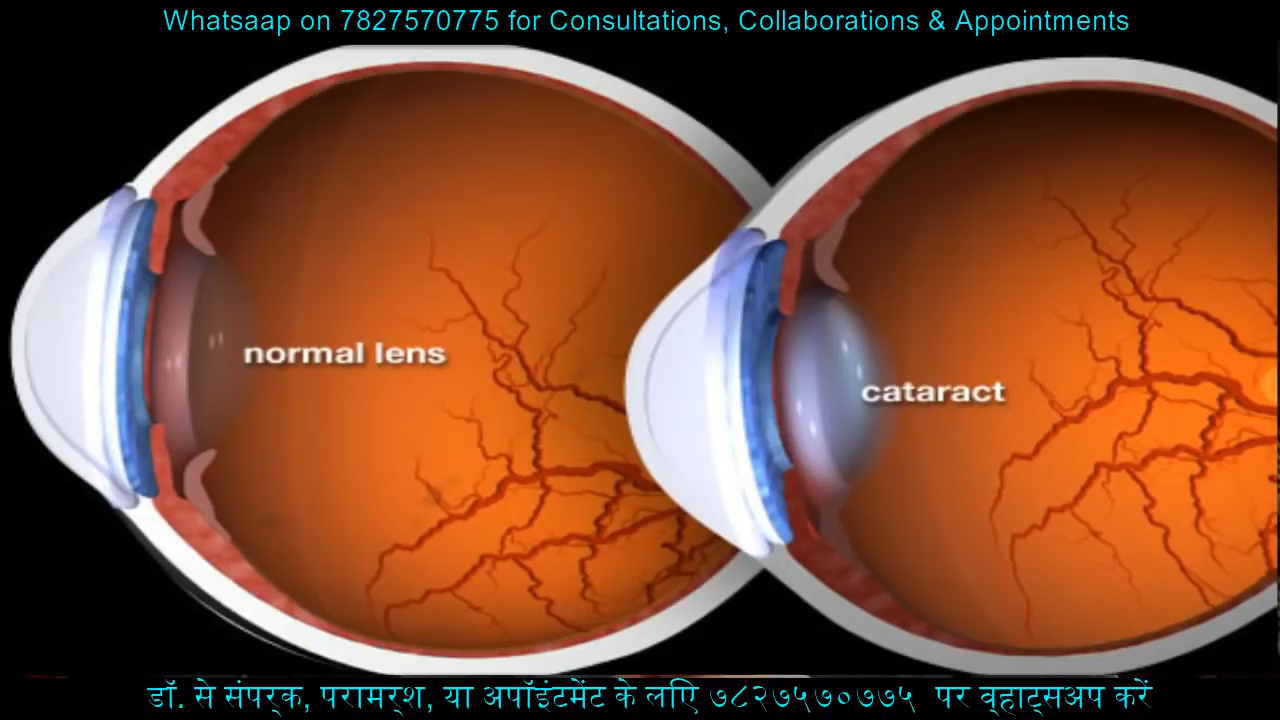 Whatsaap on 7827570775 for Consultations, Collaborations & Appointments
normal lens
cataract
डॉ. से संपर्क, परामर्श, या अपॉइंटमेंट के लिए ७८२७५७०७७५ पर व्हाट्सअप करें